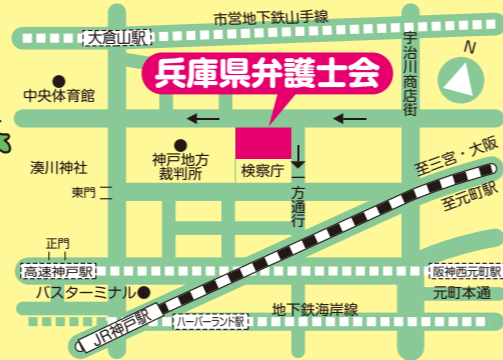 市営地下鉄山手線
大倉山駅
宇治川商店街
N
兵庫県弁護士会
中央体育館
神戸地方
裁判所
検察庁
一方通行
湊川神社
東門
至三宮・大阪
至元町駅
正門
高速神戸駅
阪神西元町駅
バスターミナル
元町本通
JR神戸駅
ハーバーランド駅
地下鉄海岸線